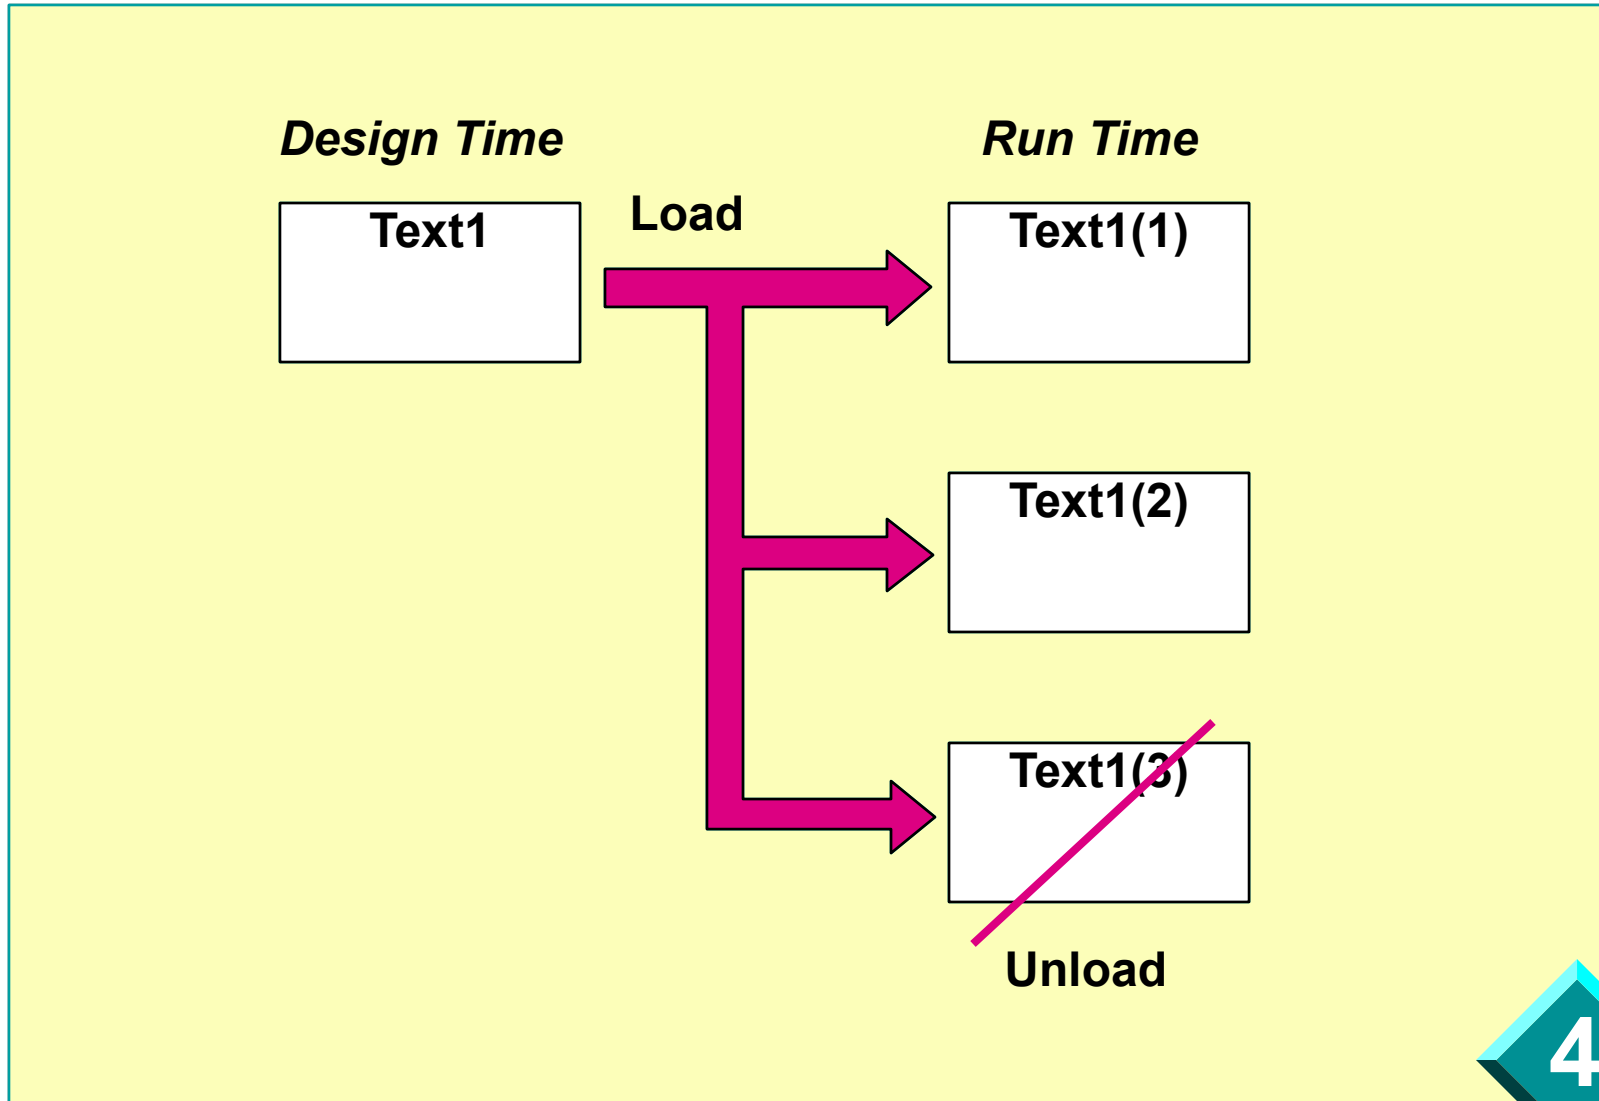 Design Time
Run Time
Text1
Load
Text1(1)
Text1(2)
Text1(3)
Unload
4